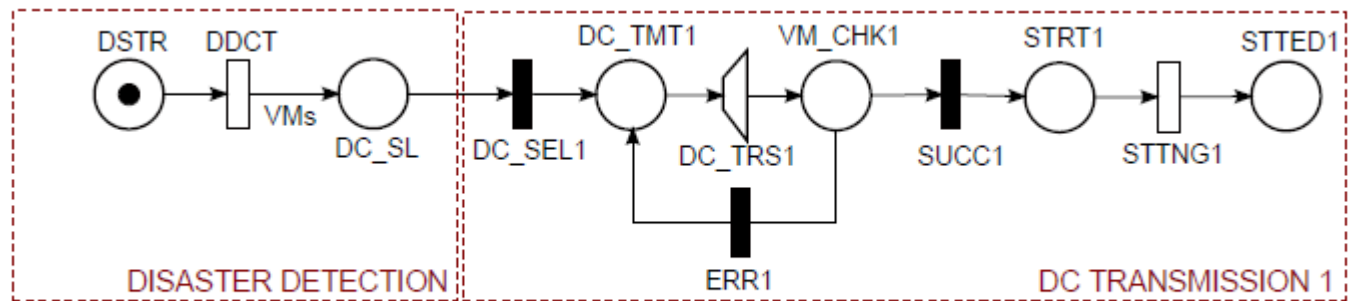 DSTR
DDCT
VMs
DC_SL
DISASTER DETECTION
DC_SEL1
DC_TMT1
DC_TRS1
VM_CHK1
ERR1
SUCC1
STRT1
STTNG1
STTED1
DC TRANSMISSION 1